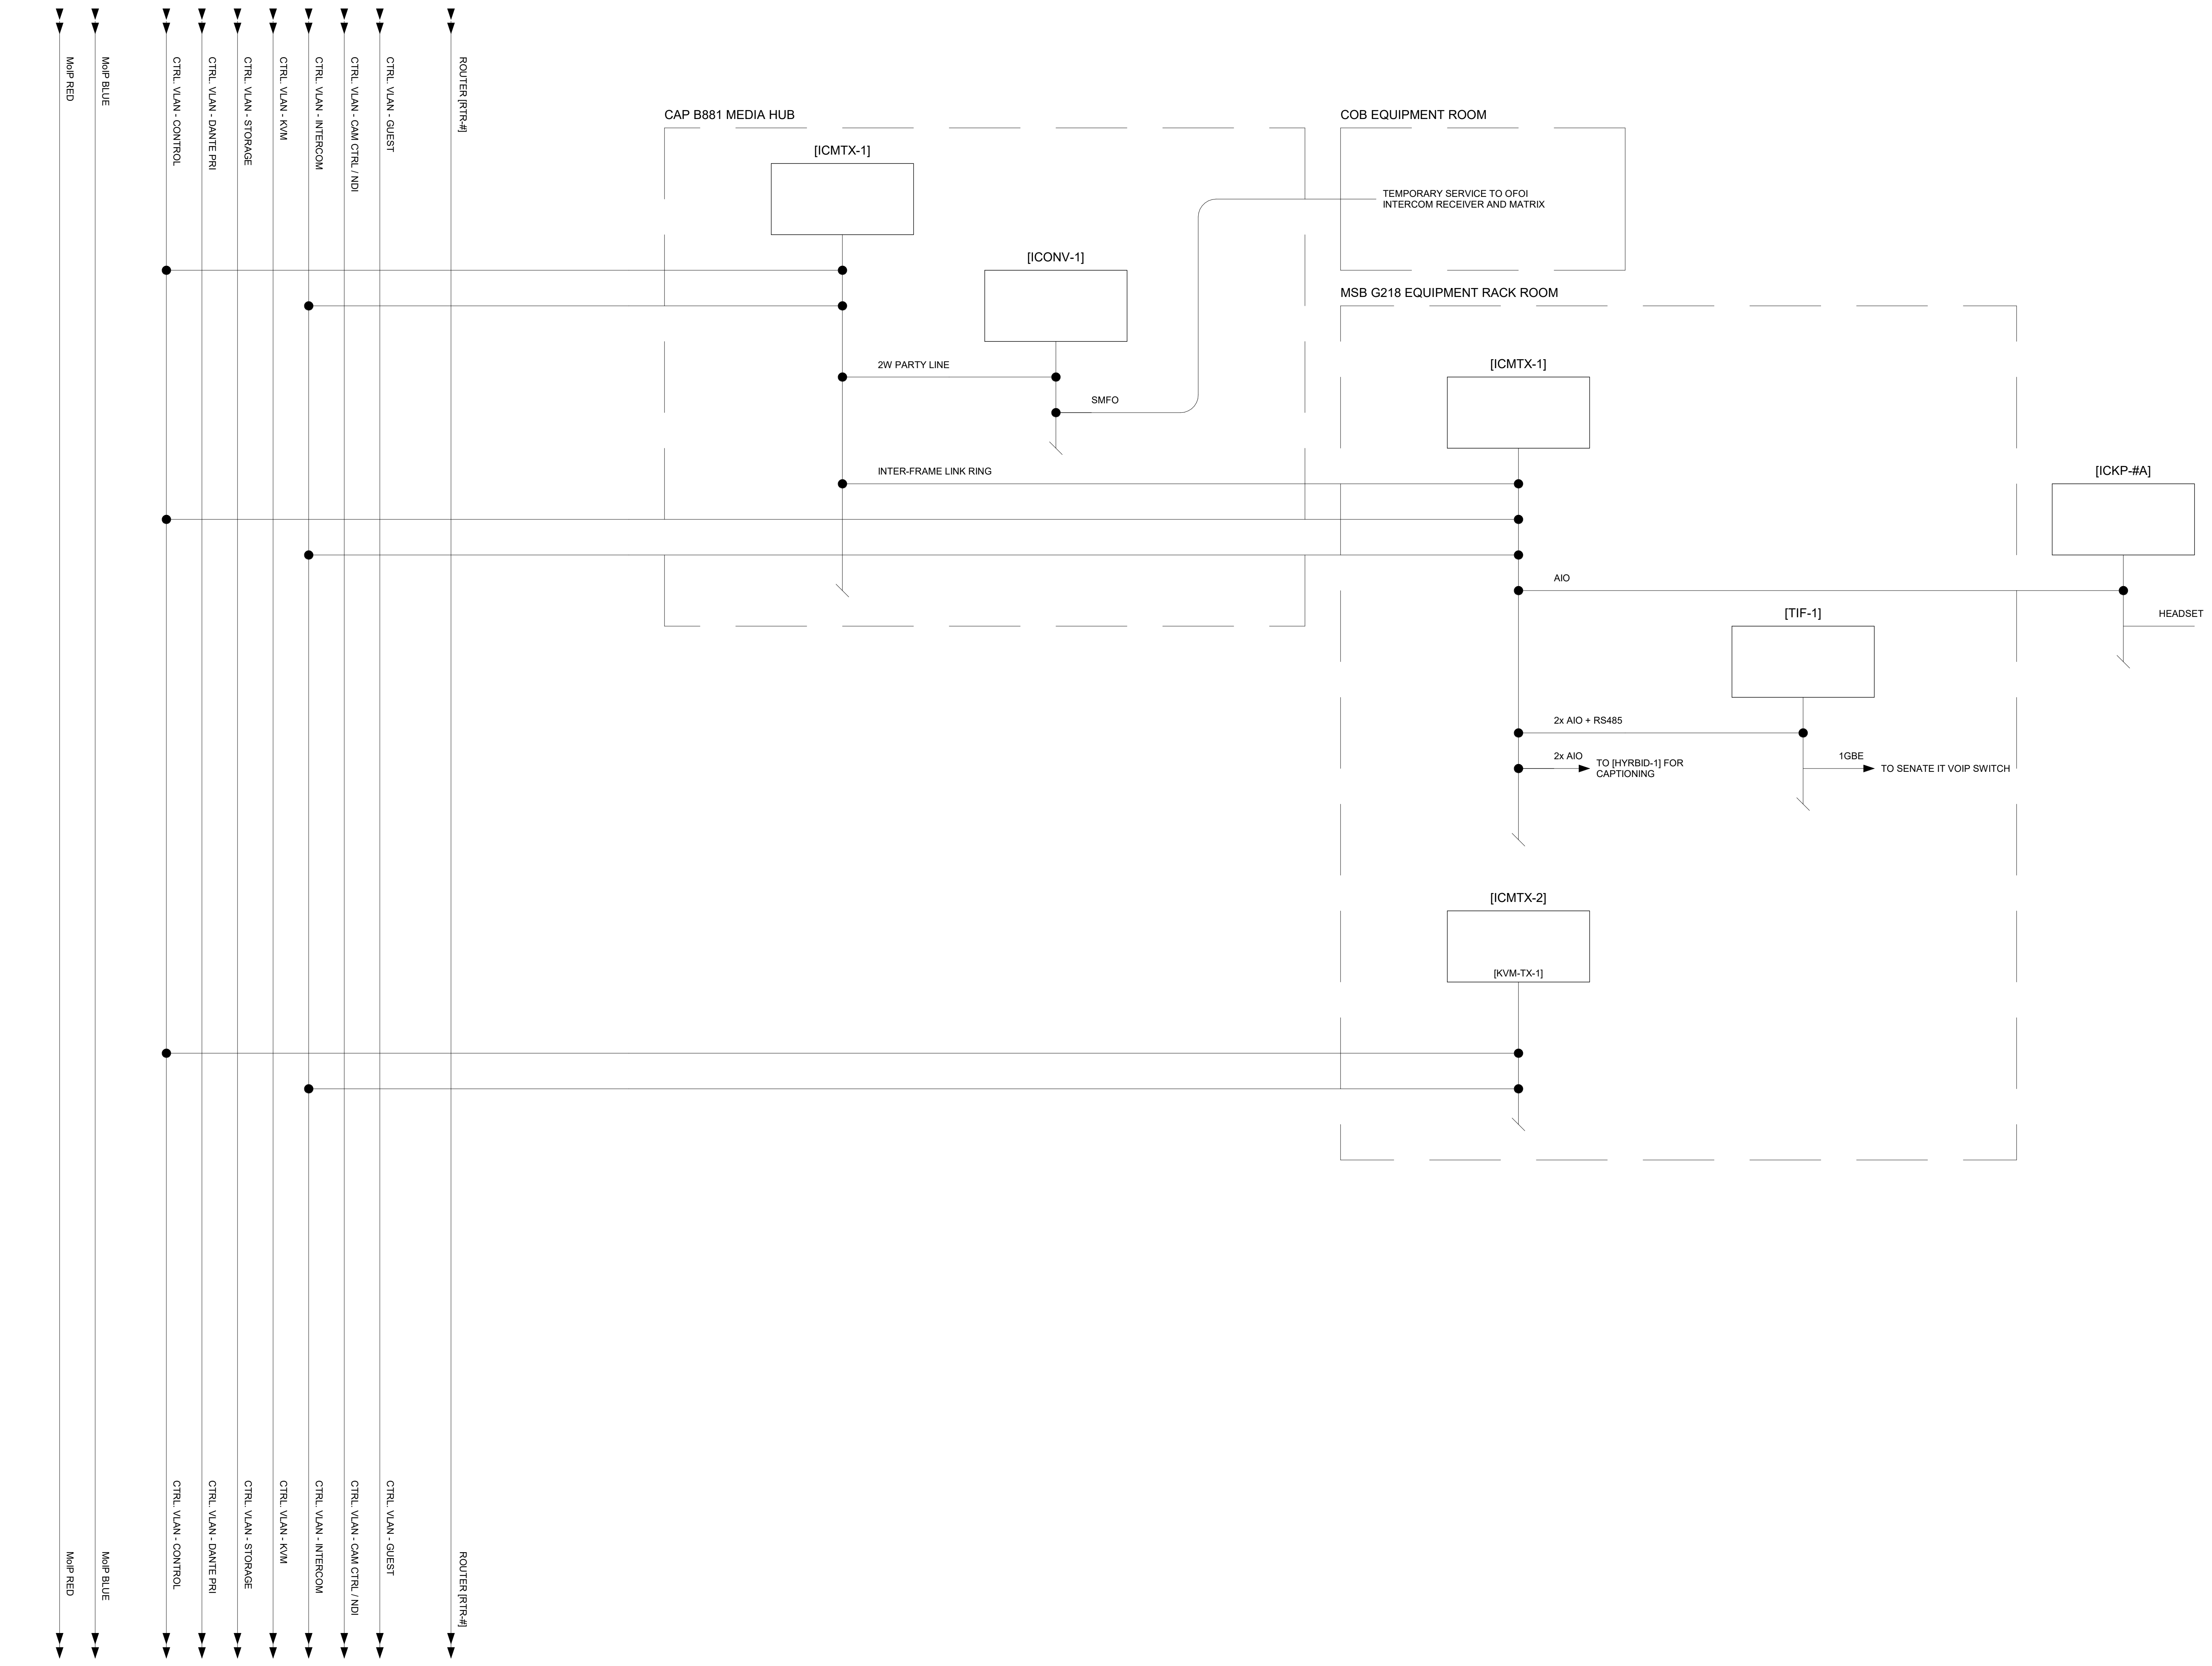 MoIP RED
MoIP BLUE
CTRL. VLAN - CONTROL
CTRL. VLAN - DANTE PRI
CTRL. VLAN - STORAGE
CTRL. VLAN - KVM
CTRL. VLAN - INTERCOM
CTRL. VLAN - CAM CTRL / NDI
CTRL. VLAN - GUEST
ROUTER [RTR-#]
CAP B881 MEDIA HUB
[ICMTX-1]
[ICONV-1]
2W PARTY LINE
SMFO
INTER-FRAME LINK RING
COB EQUIPMENT ROOM
TEMPORARY SERVICE TO OFOI
INTERCOM RECEIVER AND MATRIX
MSB G218 EQUIPMENT RACK ROOM
[ICMTX-1]
[ICKP-#A]
AIO
HEADSET
[TIF-1]
2x AIO + RS485
2x AIO
TO [HYRBID-1] FOR
CAPTIONING
1GBE
TO SENATE IT VOIP SWITCH
[ICMTX-2]
[KVM-TX-1]
MoIP RED
MoIP BLUE
CTRL. VLAN - CONTROL
CTRL. VLAN - DANTE PRI
CTRL. VLAN - STORAGE
CTRL. VLAN - KVM
CTRL. VLAN - INTERCOM
CTRL. VLAN - CAM CTRL / NDI
CTRL. VLAN - GUEST
ROUTER [RTR-#]